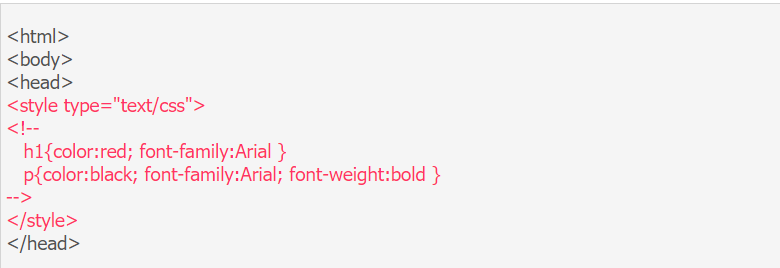 <html>
<body>
<head>
<style type="text/css">
<!--
h1{color:red; font-family:Arial }
p{color:black; font-family:Arial; font-weight:bold }
-->
</style>
</head>